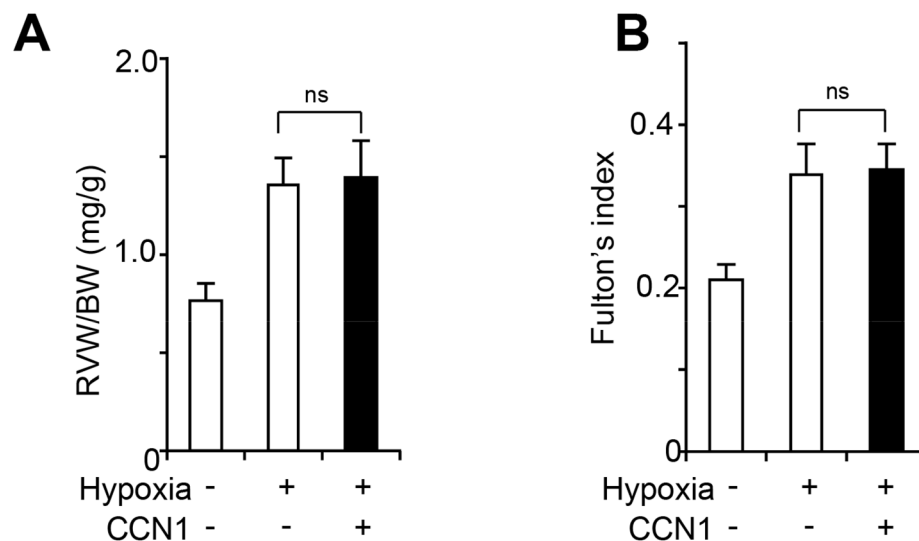 A
2.0
ns
1.0
RVW/BW (mg/g)
0
Hypoxia - + +
CCN1 - - +
B
ns
0.4
0.2
Fulton's index
0
Hypoxia - + +
CCN1 - - +